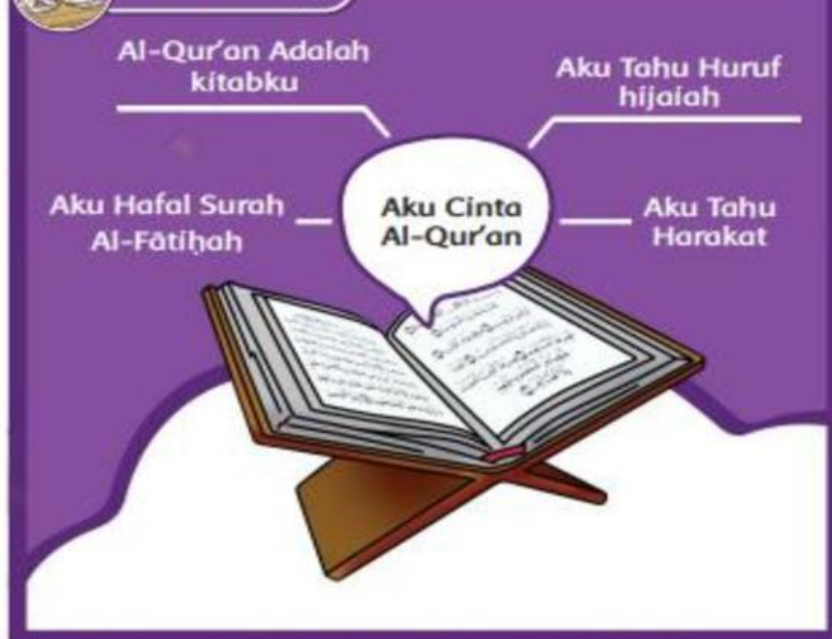 Al-Qur'an Adalah
kitabku
Aku Tahu Huruf
hijaiah
Aku Hafal Surah
Al-Fātiḥah
Aku Cinta
Al-Qur'an
Aku Tahu
Harakat